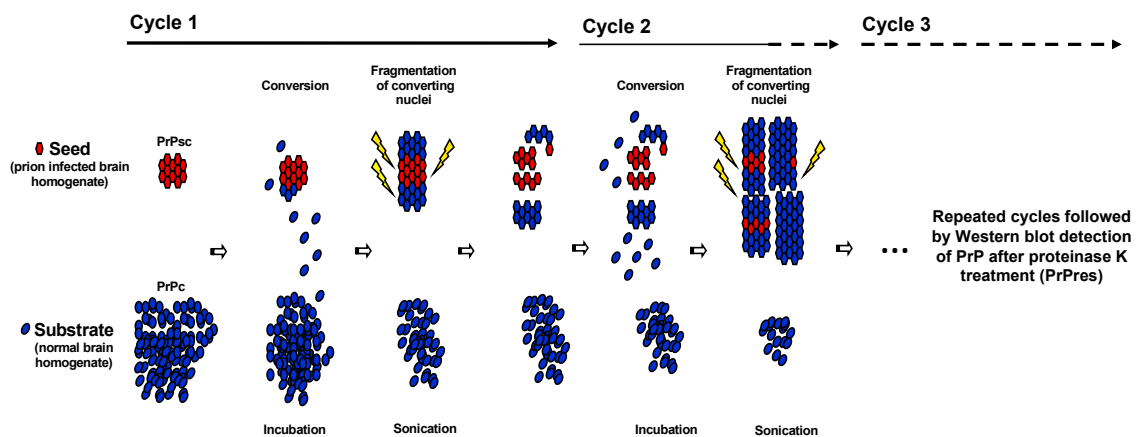 Cycle 1
Cycle 2
Cycle 3
Conversion
Fragmentation
of converting
nuclei
Conversion
Fragmentation
of converting
nuclei
Seed
(prion infected brain
homogenate)
PrPsc
Repeated cycles followed
by Western blot detection
of PrP after proteinase K
treatment (PrPres)
...
PrPc
Substrate
(normal brain
homogenate)
Incubation
Sonication
Incubation
Sonication